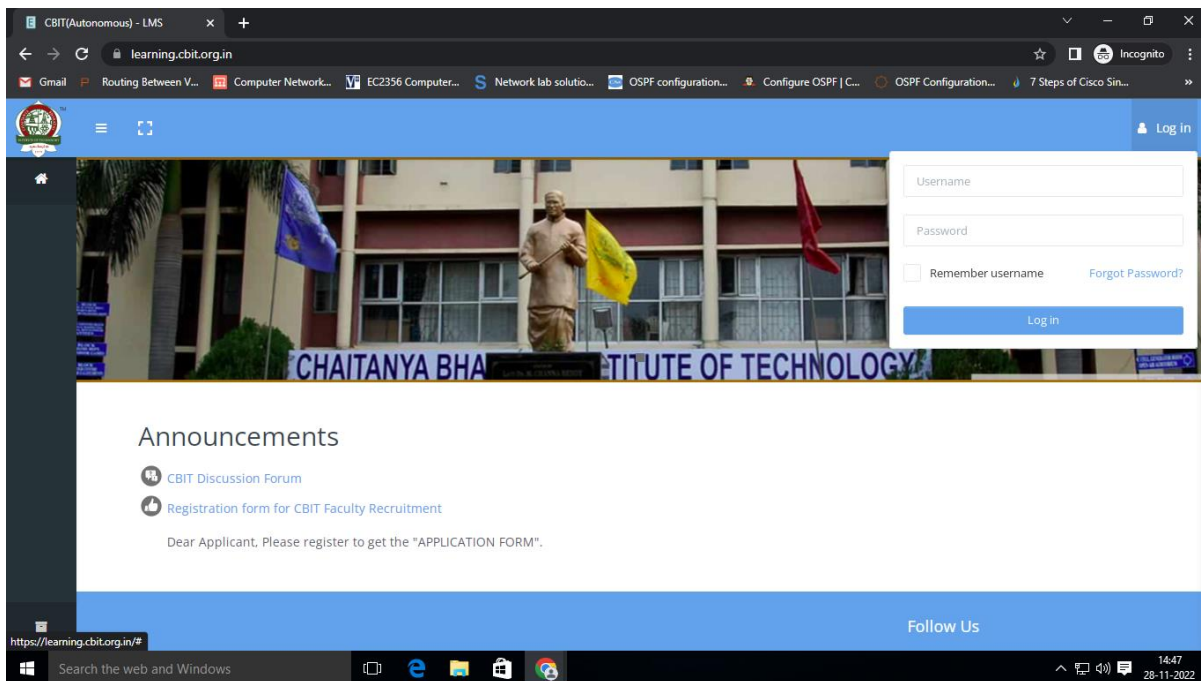 CBIT(Autonomous) - LMS
learning.cbit.org.in
Incognito
Gmail
Routing Between V...
Computer Network...
EC2356 Computer...
Network lab solutio...
OSPF configuration...
Configure OSPF | C...
OSPF Configuration...
7 Steps of Cisco Sin...
»
Log in
Username
Password
Remember username
Forgot Password?
Log in
CHAITANYA BHA TITUTE OF TECHNOLOGY
Announcements
CBIT Discussion Forum
Registration form for CBIT Faculty Recruitment
Dear Applicant, Please register to get the "APPLICATION FORM".
Follow Us
https://learning.cbit.org.in/#
Search the web and Windows
14:47
28-11-2022